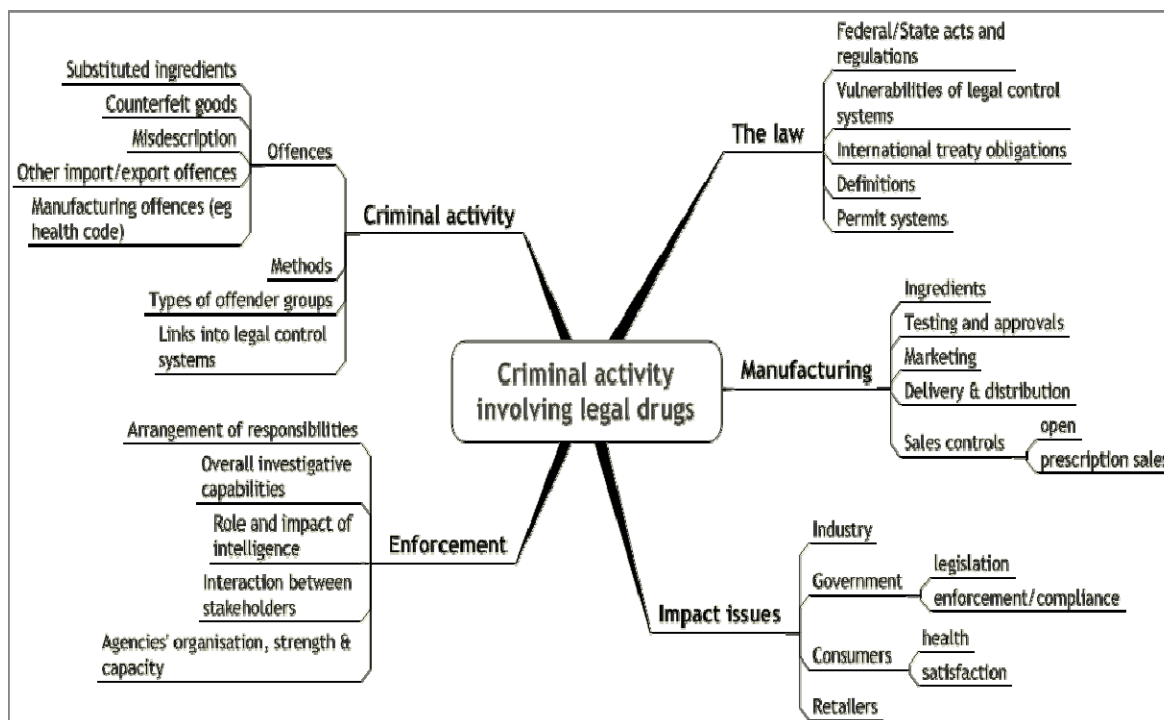 Criminal activity
involving legal drugs
The law
Federal/State acts and
regulations
Vulnerabilities of legal control
systems
International treaty obligations
Definitions
Permit systems
Manufacturing
Ingredients
Testing and approvals
Marketing
Delivery & distribution
Sales controls
open
prescription sales
Impact issues
Industry
Government
legislation
enforcement/compliance
Consumers
health
satisfaction
Retailers
Criminal activity
Offences
Substituted ingredients
Counterfeit goods
Misdescription
Other import/export offences
Manufacturing offences (eg
health code)
Methods
Types of offender groups
Links into legal control
systems
Enforcement
Arrangement of responsibilities
Overall investigative
capabilities
Role and impact of
intelligence
Interaction between
stakeholders
Agencies' organisation, strength &
capacity